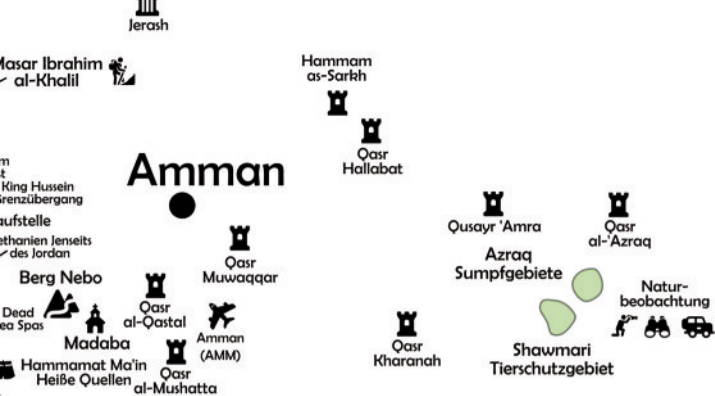 Jerash
Masar Ibrahim
al-Khalil
Hammam
as-Sarkh
Qasr
Hallabat
Amman
King Hussein
Grenzübergang
aufstelle
ethanien Jenseits
des Jordan
Qusayr 'Amra
Qasr
al-'Azraq
Qasr
Muwaqqar
Azraq
Sumpfgebiete
Berg Nebo
Natur-
beobachtung
Dead
ea Spas
Qasr
al-Qastal
Amman
(AMM)
Madaba
Qasr
Kharanah
Shawmari
Tierschutzgebiet
Hammamat Ma'in
Heiße Quellen
Qasr
al-Mushatta